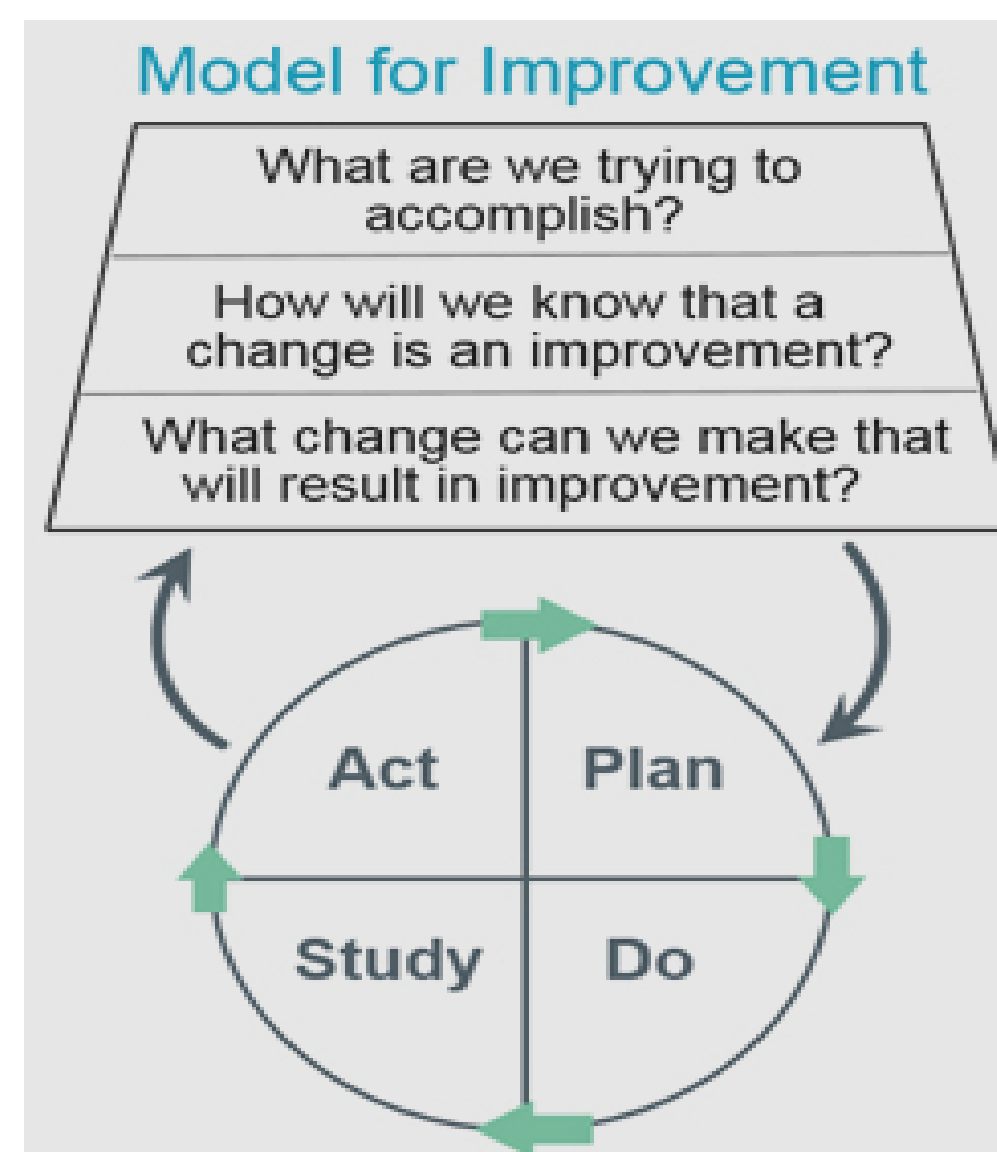 Model for Improvement
What are we trying to
accomplish?
How will we know that a
change is an improvement?
What change can we make that
will result in improvement?
Act
Plan
Study
Do